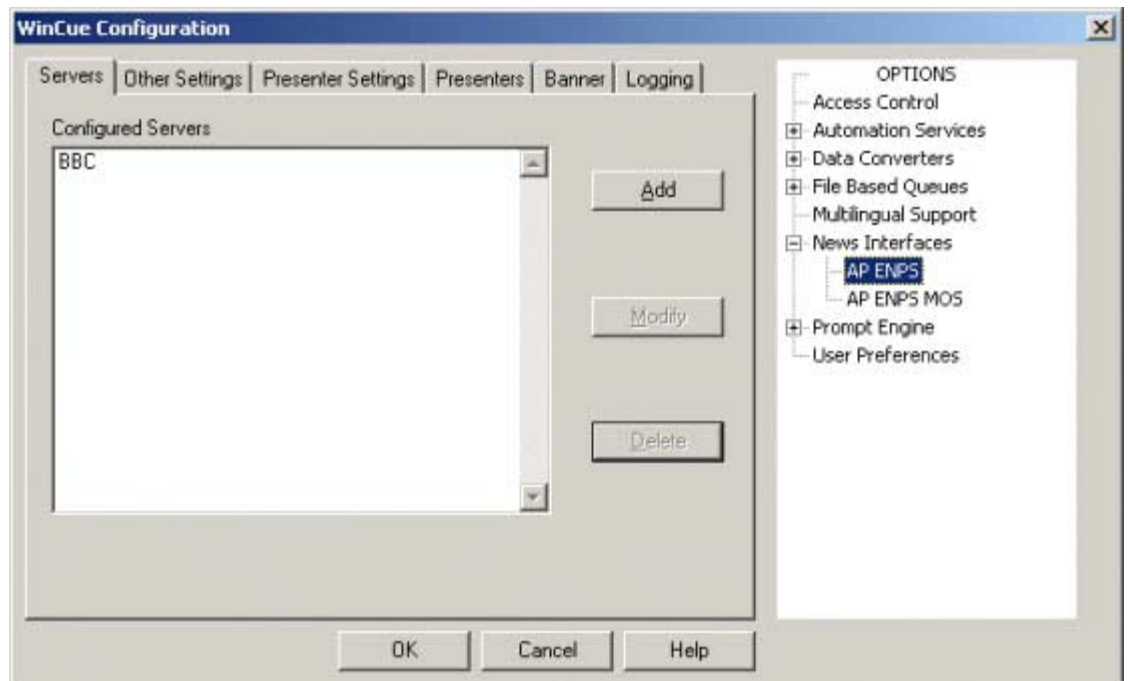 WinCue Configuration
Servers Other Settings Presenter Settings Presenters Banner Logging
Configured Servers
BBC
Add
Modify
Delete
OK Cancel Help
OPTIONS
Access Control
Automation Services
Data Converters
File Based Queues
Multilingual Support
News Interfaces
AP ENPS
AP ENPS MOS
Prompt Engine
User Preferences